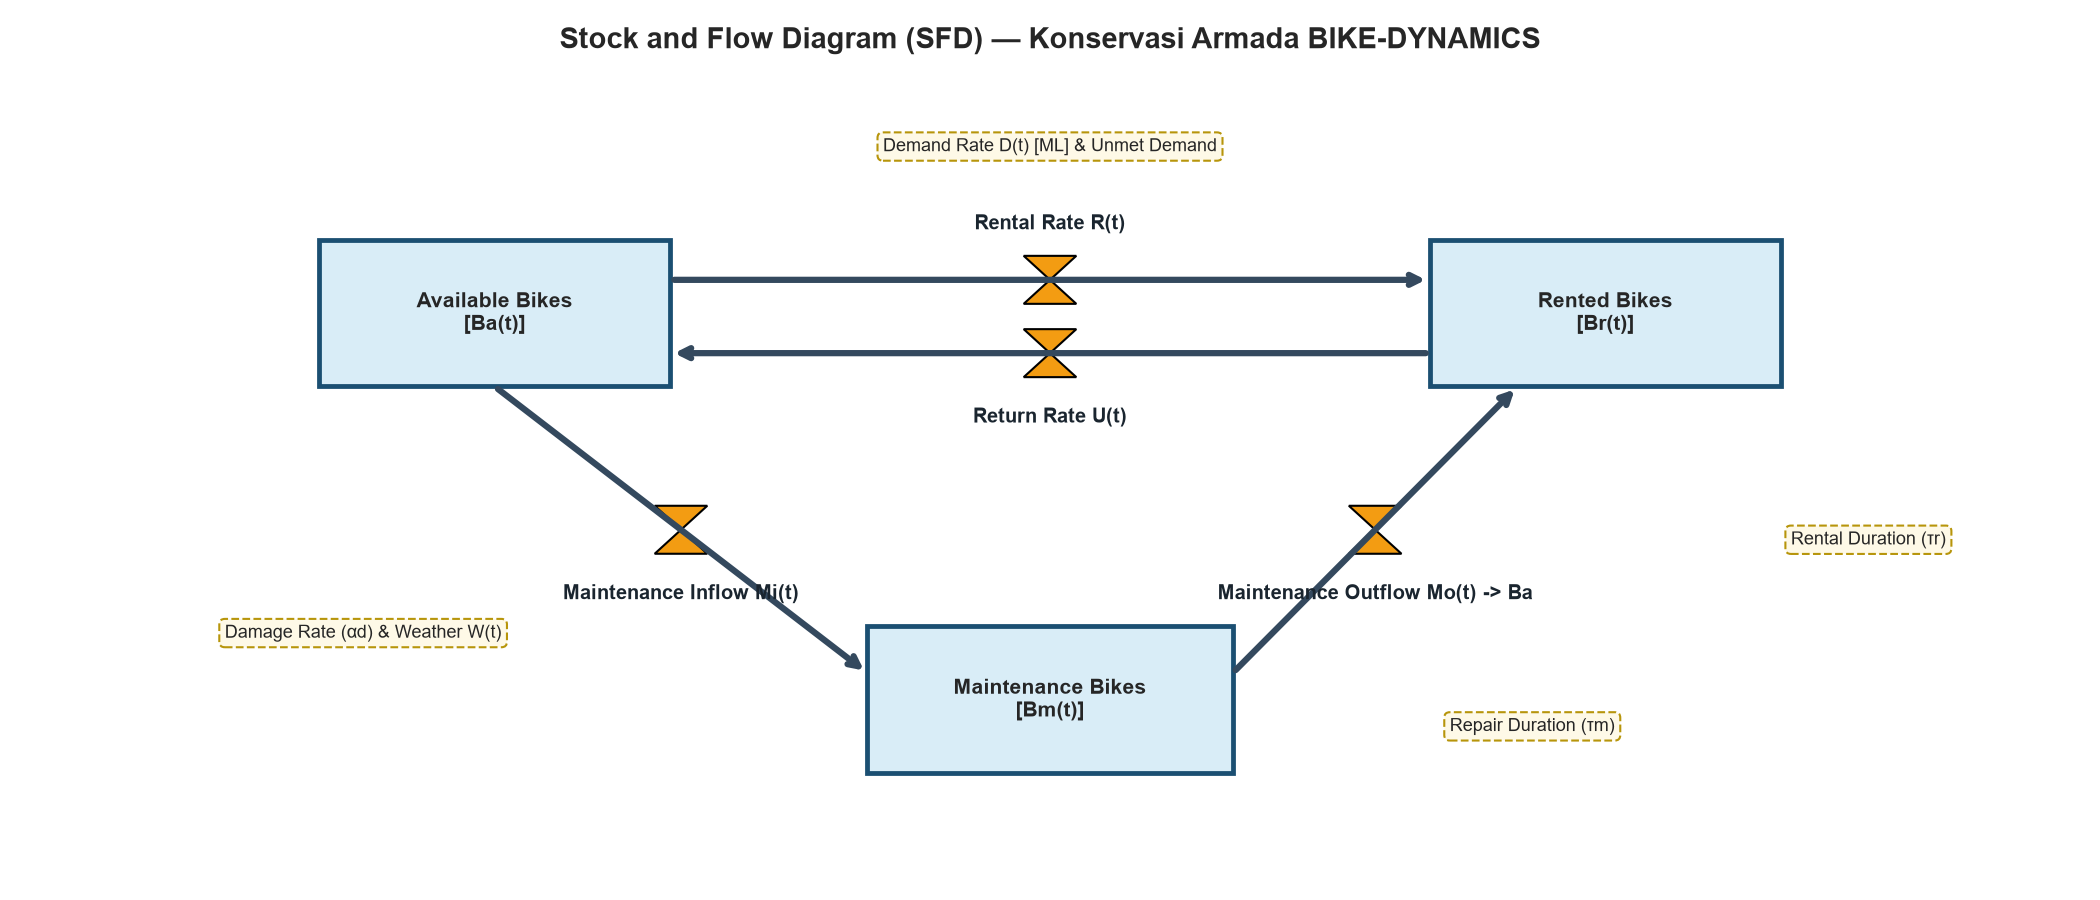 Stock and Flow Diagram (SFD) — Konservasi Armada BIKE-DYNAMICS
Demand Rate D(t) [ML] & Unmet Demand
Rental Rate R(t)
Available Bikes
[Ba(t)]
Rented Bikes
[Br(t)]
Return Rate U(t)
Rental Duration (τr)
Maintenance Inflow Mi(t)
Maintenance Outflow Mo(t) -> Ba
Damage Rate (αd) & Weather W(t)
Maintenance Bikes
[Bm(t)]
Repair Duration (τm)